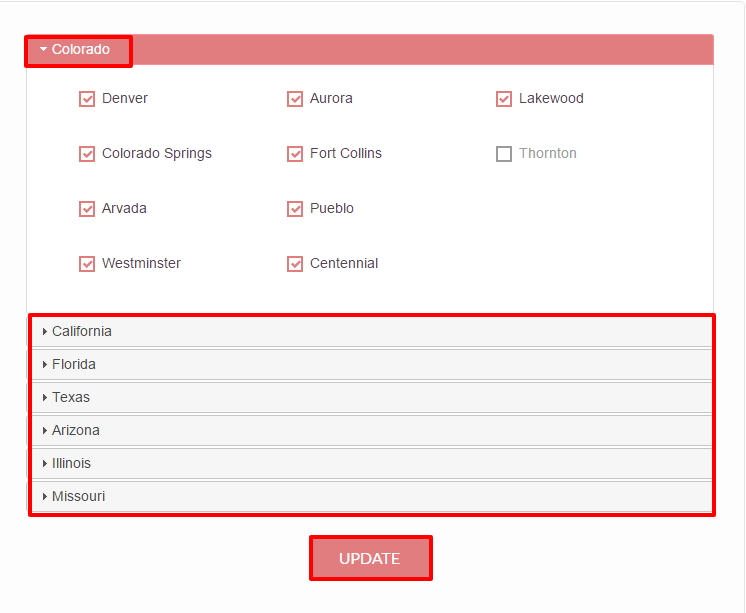 Colorado
Denver Aurora Lakewood
Colorado Springs Fort Collins Thornton
Arvada Pueblo
Westminster Centennial
California
Florida
Texas
Arizona
Illinois
Missouri
UPDATE